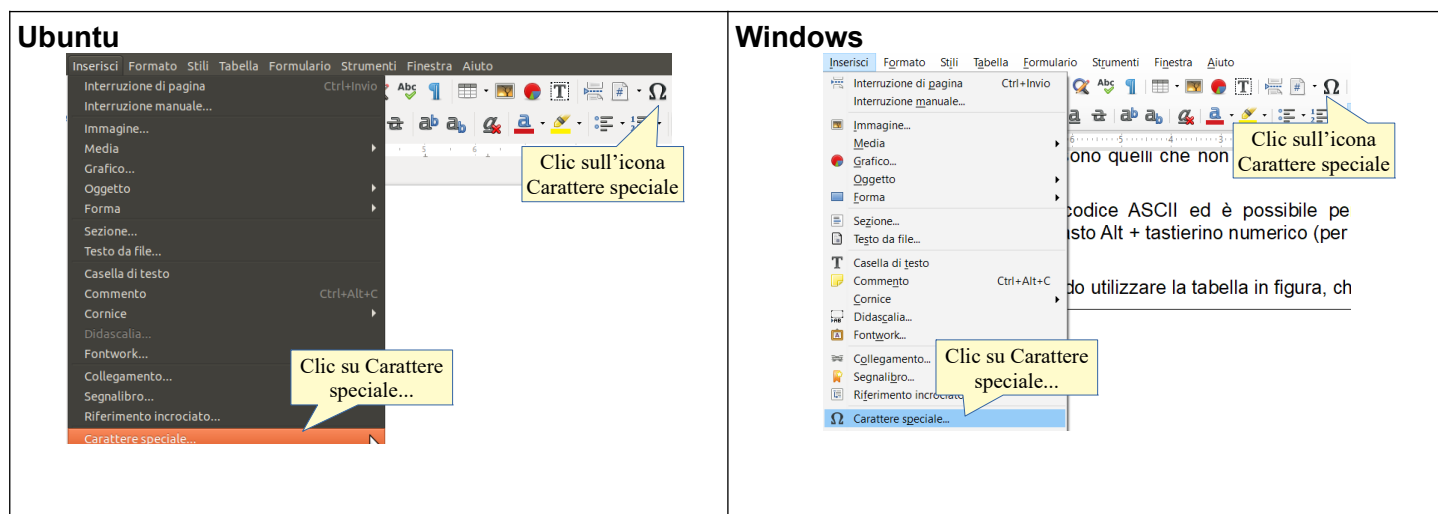 Ubuntu
Inserisci Formato Stili Tabella Formulario Strumenti Finestra Aiuto
Interruzione di pagina Ctrl+Invio
Interruzione manuale...
Immagine...
Media
Grafico...
Oggetto
Forma
Sezione...
Testo da file...
Casella di testo
Commento Ctrl+Alt+C
Cornice
Didascalia...
Fontwork...
Collegamento...
Segnalibro...
Riferimento incrociato...
Carattere speciale...
Clic sull'icona
Carattere speciale
Clic su Carattere
speciale...
Windows
Inserisci Formato Stili Tabella Formulario Strumenti Finestra Aiuto
Interruzione di pagina Ctrl+Invio
Interruzione manuale...
Immagine...
Media
Grafico...
Oggetto
Forma
Sezione...
Testo da file...
Casella di testo
Commento Ctrl+Alt+C
Cornice
Didascalia...
Fontwork...
Collegamento...
Segnalibro...
Riferimento incrociato...
Carattere speciale...
Clic sull'icona
Carattere speciale
sono quelli che non
codice ASCII ed è possibile pe
asto Alt + tastierino numerico (per
do utilizzare la tabella in figura, ch
Clic su Carattere
speciale...